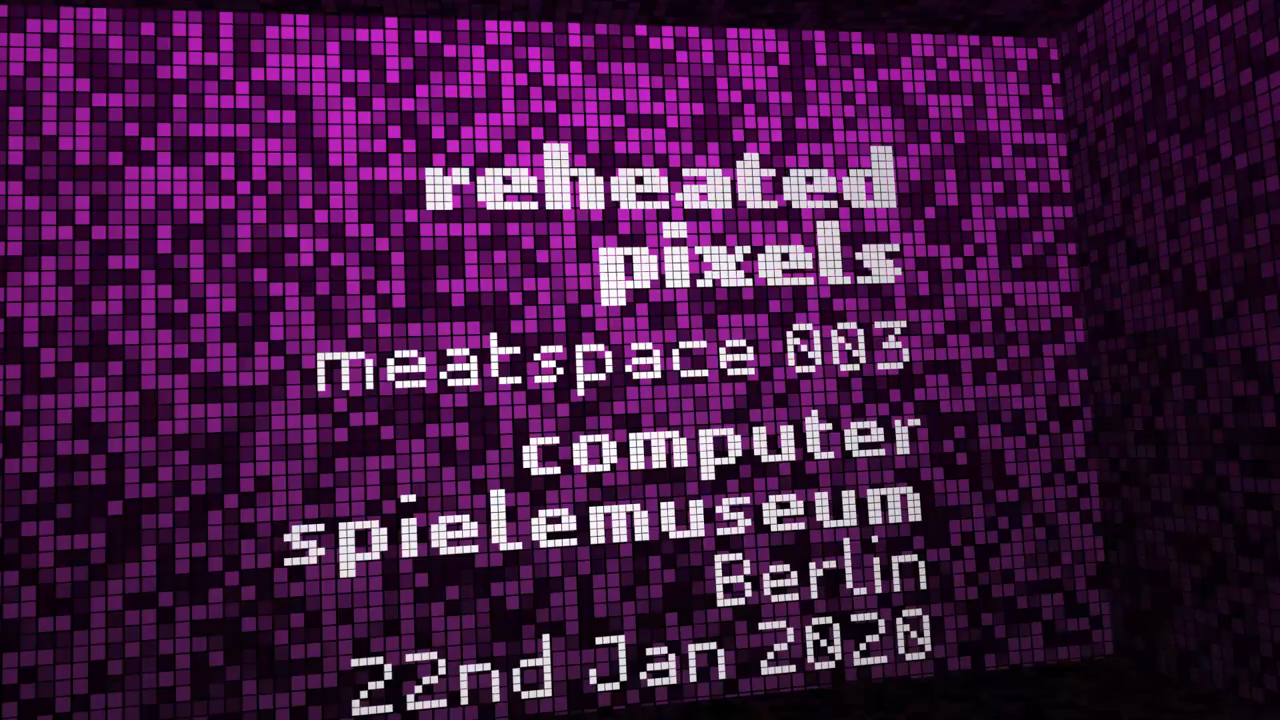 reheated
pixels
meatspace 003
computer
spielemuseum
Berlin
22nd Jan 2020